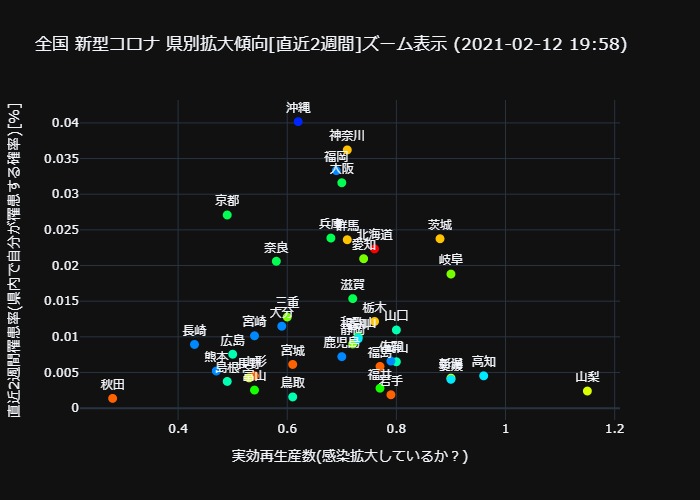 全国 新型コロナ 県別拡大傾向[直近2週間]ズーム表示 (2021-02-12 19:58)
直近2週間罹患率(県内で自分が罹患する確率)[%]
0.04
0.035
0.03
0.025
0.02
0.015
0.01
0.005
0
沖縄
神奈川
福岡
大阪
京都
兵庫
群馬
茨城
北海道
愛知
奈良
岐阜
滋賀
三重
栃木
大分
山口
宮崎
静岡
長崎
広島
鹿児島
宮城
福島
熊本
山形
島根
高知
福井
山梨
秋田
鳥取
岩手
0.4
0.6
0.8
1
1.2
実効再生産数(感染拡大しているか？)